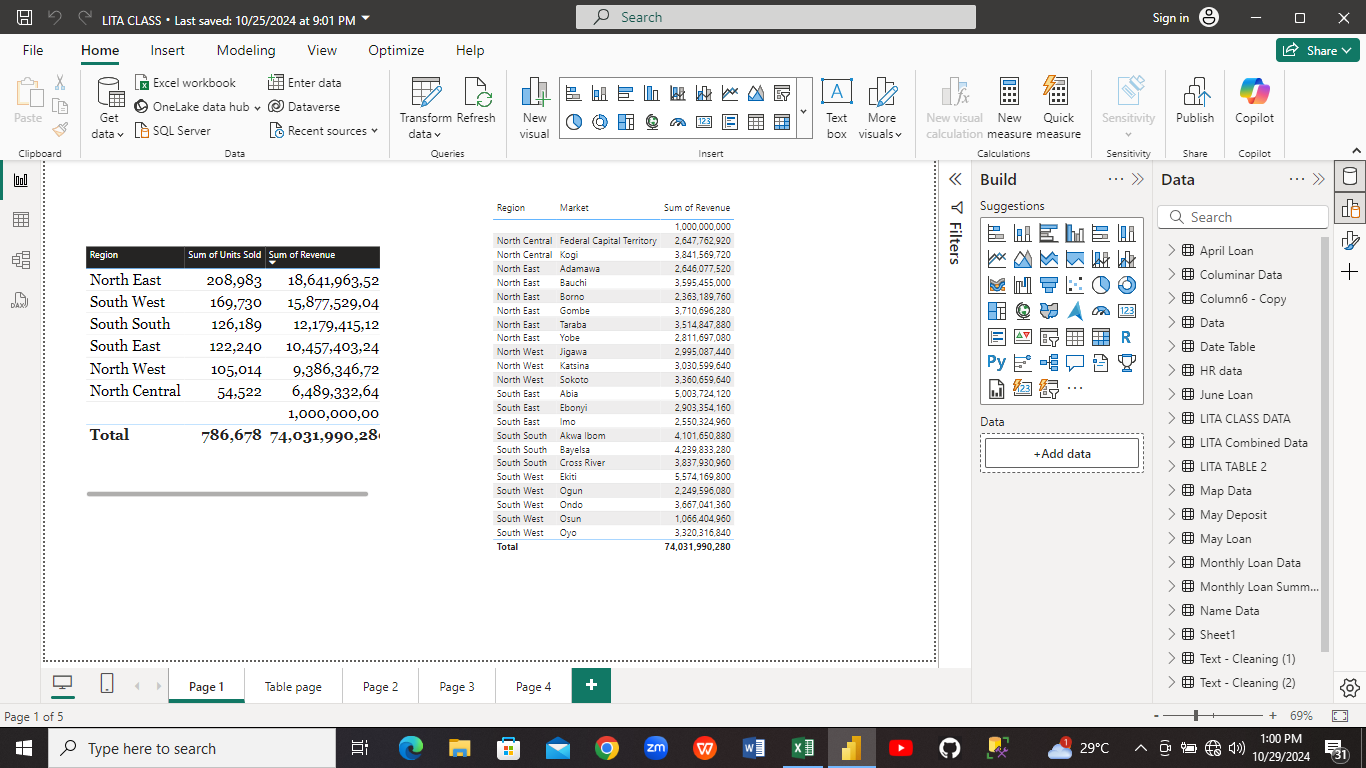 LITA CLASS • Last saved: 10/25/2024 at 9:01 PM
Search
Sign in
File Home Insert Modeling View Optimize Help
Share
Paste
Clipboard
Get data
Excel workbook
OneLake data hub
SQL Server
Enter data
Dataverse
Recent sources
Data
Transform data
Refresh
Queries
New visual
Text box
More visuals
Insert
New visual calculation
New measure
Quick measure
Calculations
Sensitivity
Sensitivity
Publish
Share
Copilot
Copilot
Region Sum of Units Sold Sum of Revenue
North East 208,983 18,641,963,52
South West 169,730 15,877,529,04
South South 126,189 12,179,415,12
South East 122,240 10,457,403,24
North West 105,014 9,386,346,72
North Central 54,522 6,489,332,64
1,000,000,00
Total 786,678 74,031,990,28
Region Market Sum of Revenue
1,000,000,000
North Central Federal Capital Territory 2,647,762,920
North Central Kogi 3,841,569,720
North East Adamawa 2,646,077,520
North East Bauchi 3,595,455,000
North East Borno 2,363,189,760
North East Gombe 3,710,696,280
North East Taraba 3,514,847,880
North East Yobe 2,811,697,080
North West Jigawa 2,995,087,440
North West Katsina 3,030,599,640
North West Sokoto 3,360,659,640
South East Abia 5,003,724,120
South East Ebonyi 2,903,354,160
South East Imo 2,550,324,960
South South Akwa Ibom 4,101,650,880
South South Bayelsa 4,239,833,280
South South Cross River 3,837,930,960
South West Ekiti 5,574,169,800
South West Ogun 2,249,596,080
South West Ondo 3,667,041,360
South West Osun 1,066,404,960
South West Oyo 3,320,316,840
Total 74,031,990,280
Filters
Build
Suggestions
R
Py
Data
+Add data
Data
Search
April Loan
Columinar Data
Column6 - Copy
Data
Date Table
HR data
June Loan
LITA CLASS DATA
LITA Combined Data
LITA TABLE 2
Map Data
May Deposit
May Loan
Monthly Loan Data
Monthly Loan Summ...
Name Data
Sheet1
Text - Cleaning (1)
Text - Cleaning (2)
Page 1 Table page Page 2 Page 3 Page 4 +
Page 1 of 5
- + 69%
Type here to search
zm
29°C
1:00 PM
10/29/2024
31